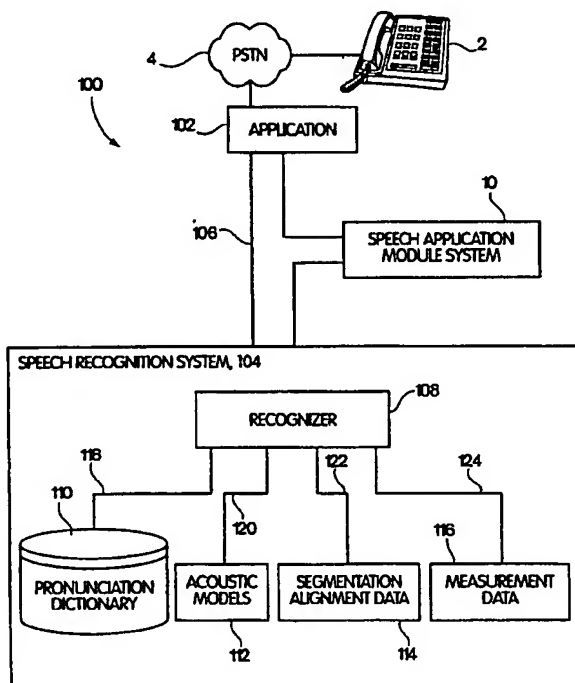 4
PSTN
2
100
102
APPLICATION
10
106
SPEECH APPLICATION
MODULE SYSTEM
SPEECH RECOGNITION SYSTEM, 104
108
RECOGNIZER
118
122
124
110
120
116
PRONUNCIATION
DICTIONARY
ACOUSTIC
MODELS
SEGMENTATION
ALIGNMENT DATA
MEASUREMENT
DATA
112
114